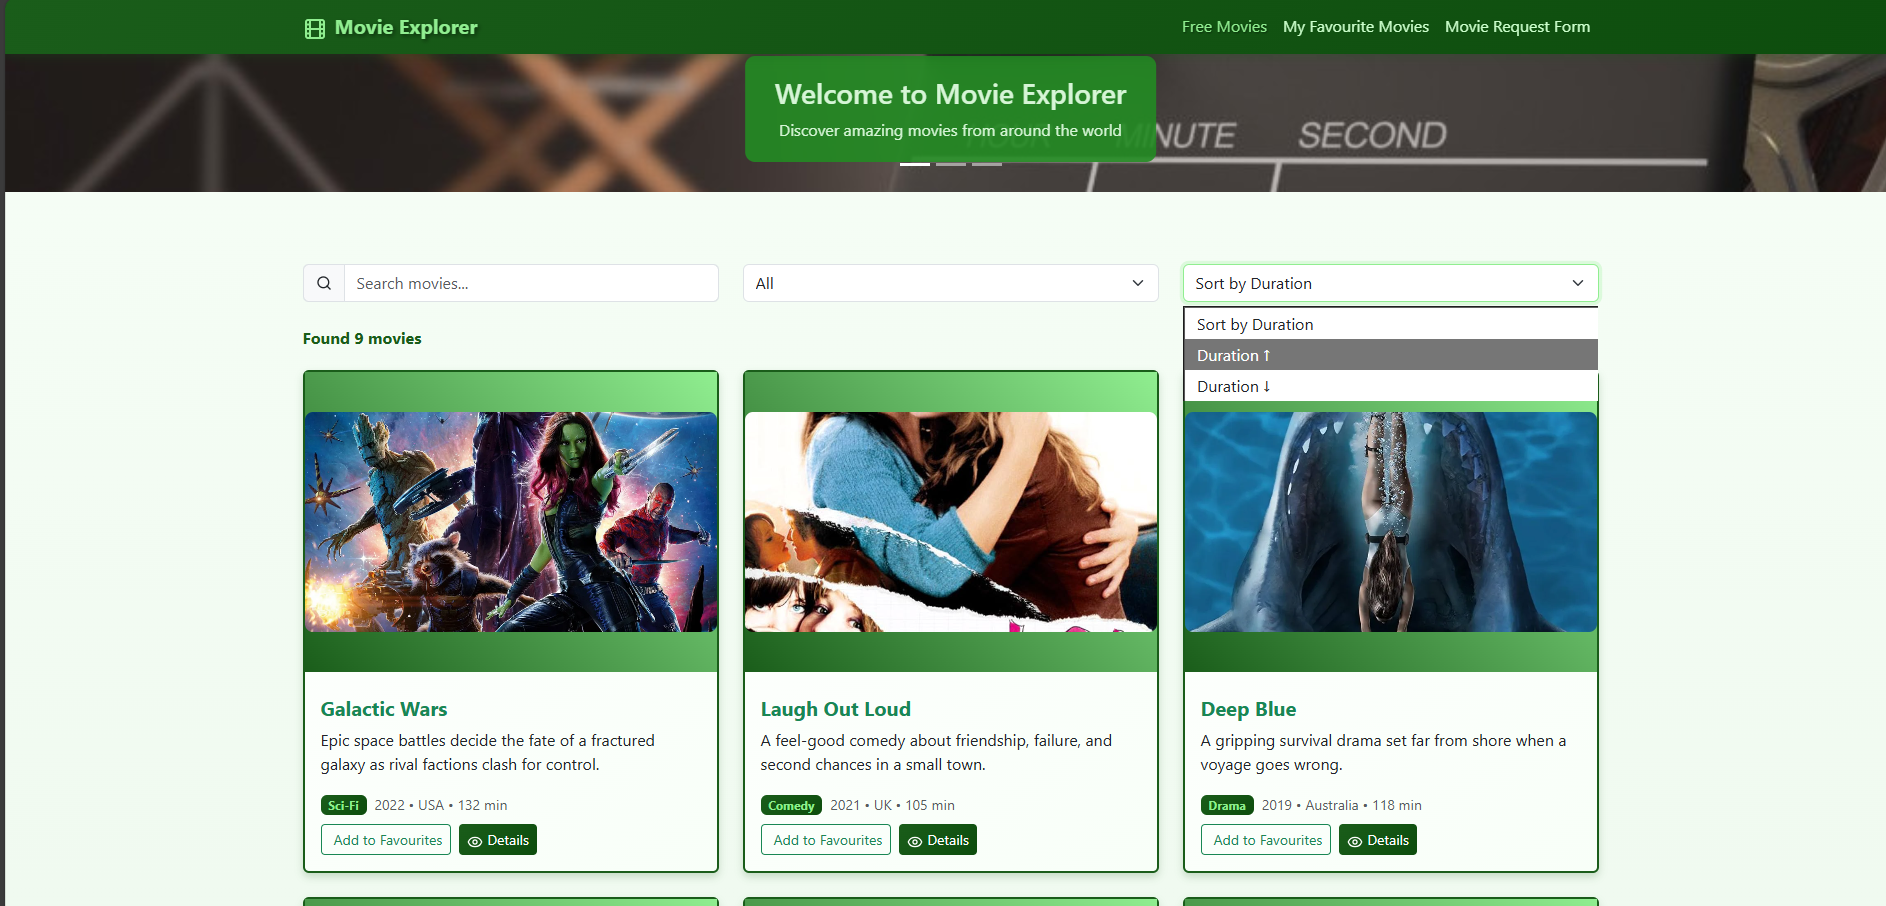 Movie Explorer
Free Movies
My Favourite Movies
Movie Request Form
Welcome to Movie Explorer
Discover amazing movies from around the world
HOUR
MINUTE
SECOND
Search movies...
All
Sort by Duration
Sort by Duration
Duration ↑
Duration ↓
Found 9 movies
Galactic Wars
Epic space battles decide the fate of a fractured
galaxy as rival factions clash for control.
Sci-Fi 2022 • USA • 132 min
Add to Favourites
Details
Laugh Out Loud
A feel-good comedy about friendship, failure, and
second chances in a small town.
Comedy 2021 • UK • 105 min
Add to Favourites
Details
Deep Blue
A gripping survival drama set far from shore when a
voyage goes wrong.
Drama 2019 • Australia • 118 min
Add to Favourites
Details